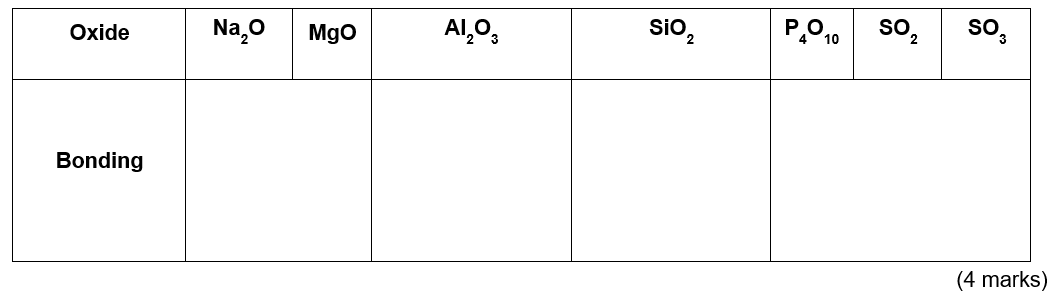 Oxide Na₂O MgO Al₂O₃ SiO₂ P₄O₁₀ SO₂ SO₃
Bonding
(4 marks)